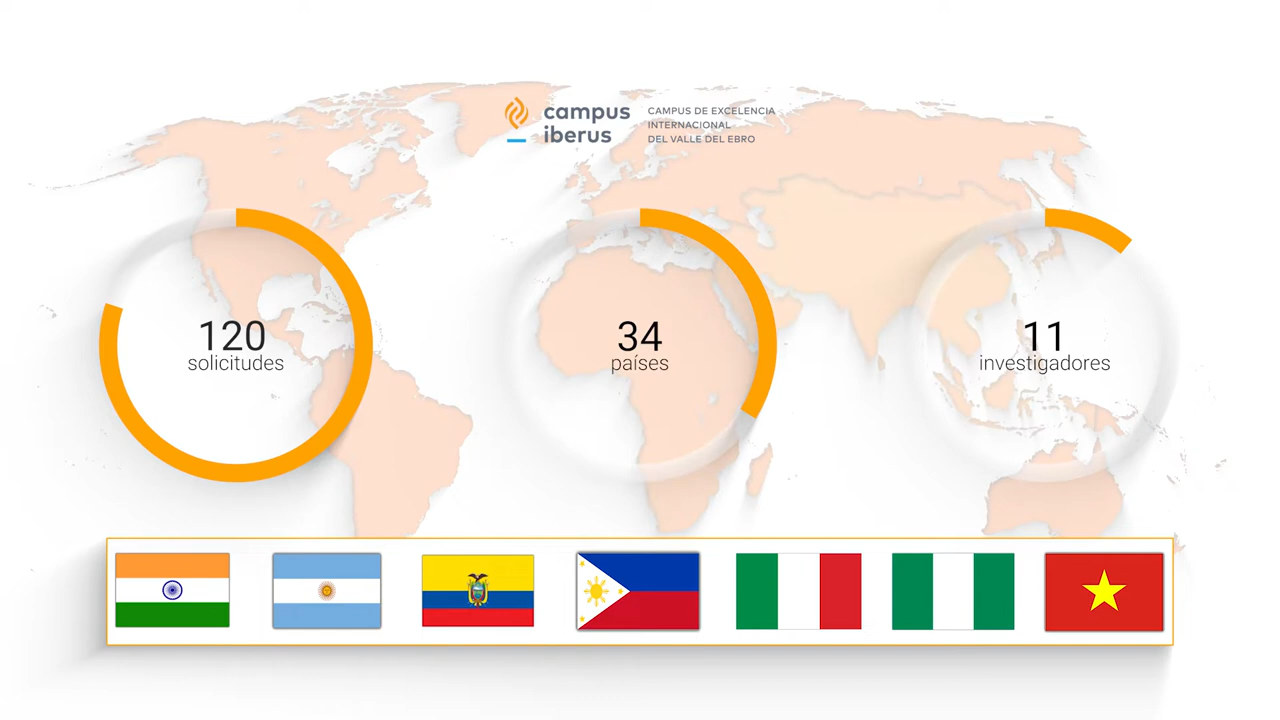 campus
iberus
CAMPUS DE EXCELENCIA
INTERNACIONAL
DEL VALLE DEL EBRO
120
solicitudes
34
países
11
investigadores